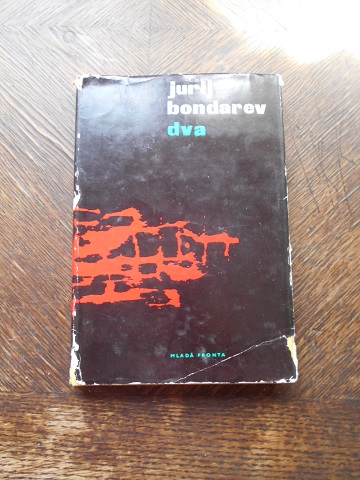 jurij
bondarev
dva
MLADÁ FRONTA